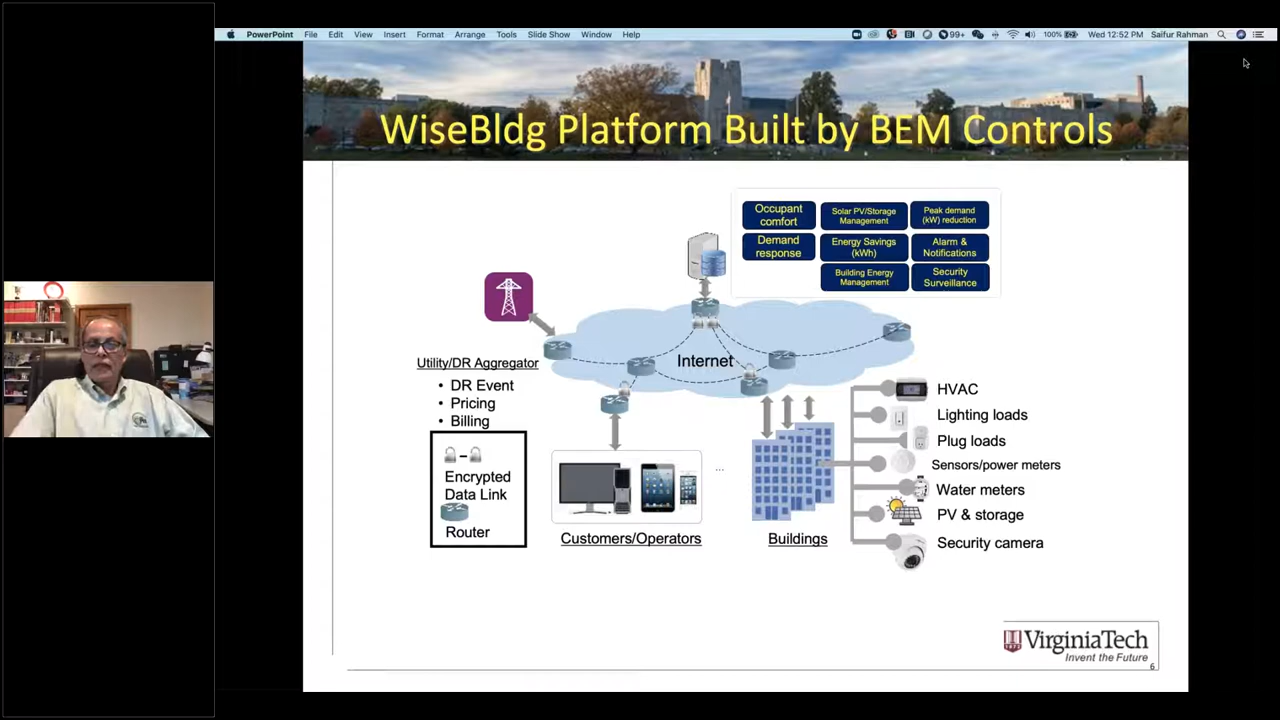 PowerPoint File Edit View Insert Format Arrange Tools Slide Show Window Help 99+ 100% Wed 12:52 PM Saifur Rahman
WiseBldg Platform Built by BEM Controls
Occupant comfort
Solar PV/Storage Management
Peak demand (kW) reduction
Demand response
Energy Savings (kWh)
Alarm & Notifications
Building Energy Management
Security Surveillance
Internet
Utility/DR Aggregator
• DR Event
• Pricing
• Billing
Encrypted
Data Link
Router
...
Customers/Operators
Buildings
HVAC
Lighting loads
Plug loads
Sensors/power meters
Water meters
PV & storage
Security camera
VirginiaTech
Invent the Future
6